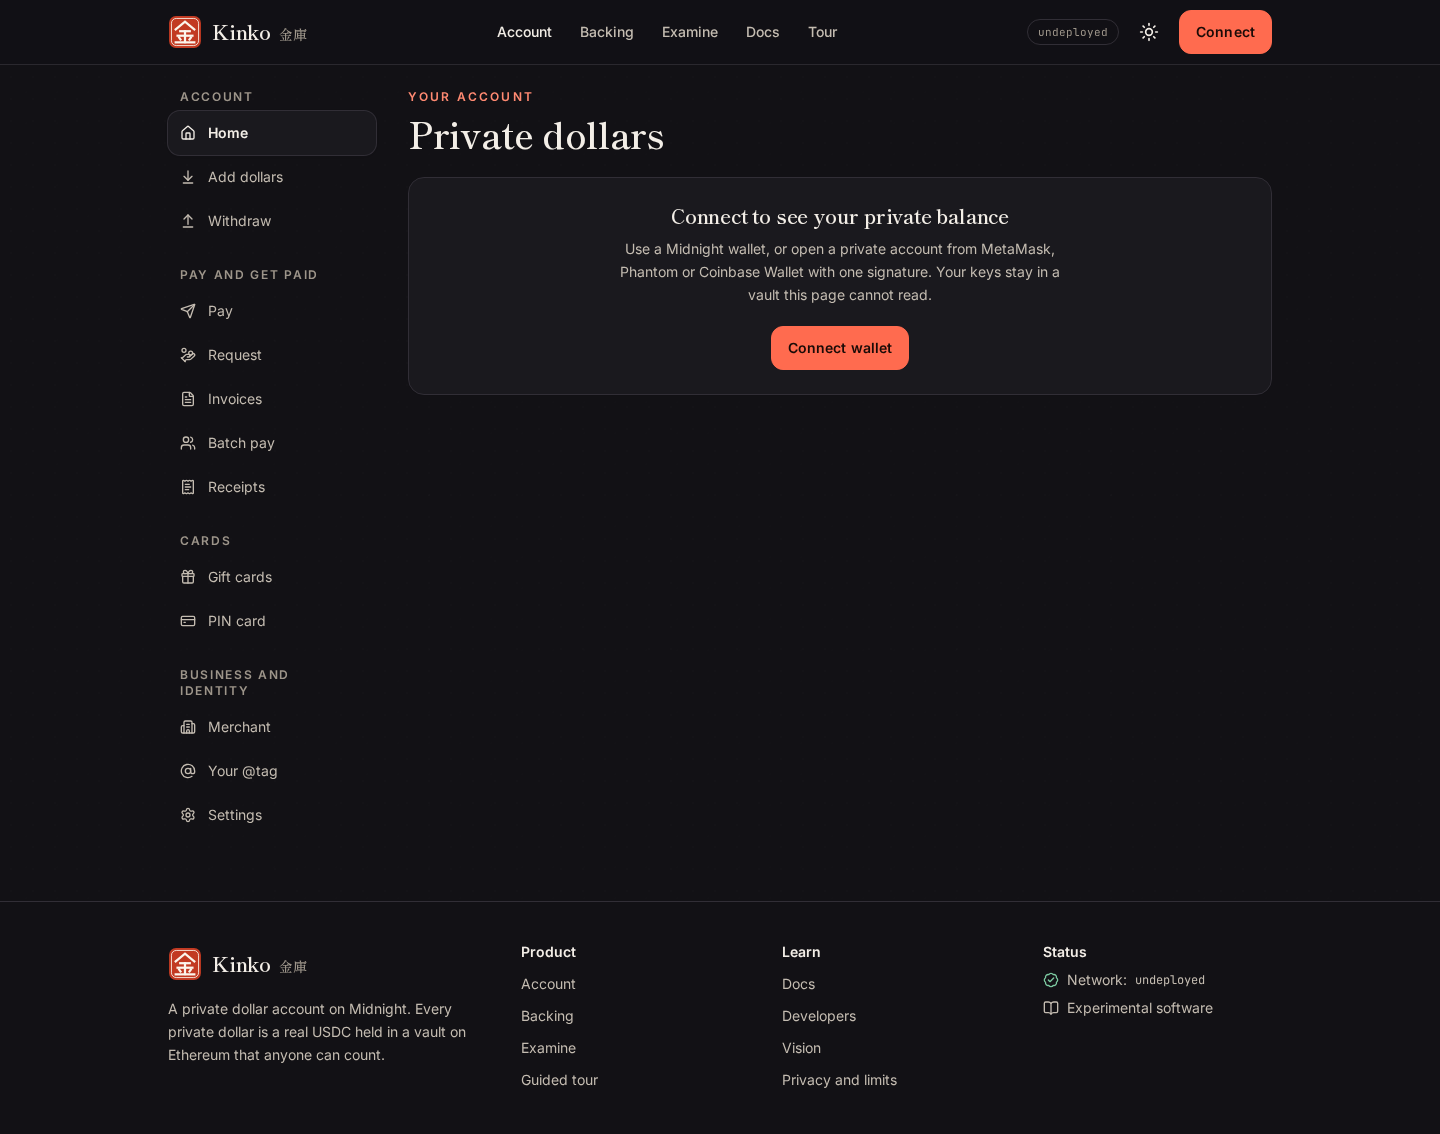 金
Kinko 金庫
Account
Backing
Examine
Docs
Tour
undeployed
Connect
ACCOUNT
Home
Add dollars
Withdraw
PAY AND GET PAID
Pay
Request
Invoices
Batch pay
Receipts
CARDS
Gift cards
PIN card
BUSINESS AND
IDENTITY
Merchant
Your @tag
Settings
YOUR ACCOUNT
Private dollars
Connect to see your private balance
Use a Midnight wallet, or open a private account from MetaMask,
Phantom or Coinbase Wallet with one signature. Your keys stay in a
vault this page cannot read.
Connect wallet
金
Kinko 金庫
A private dollar account on Midnight. Every
private dollar is a real USDC held in a vault on
Ethereum that anyone can count.
Product
Account
Backing
Examine
Guided tour
Learn
Docs
Developers
Vision
Privacy and limits
Status
Network: undeployed
Experimental software